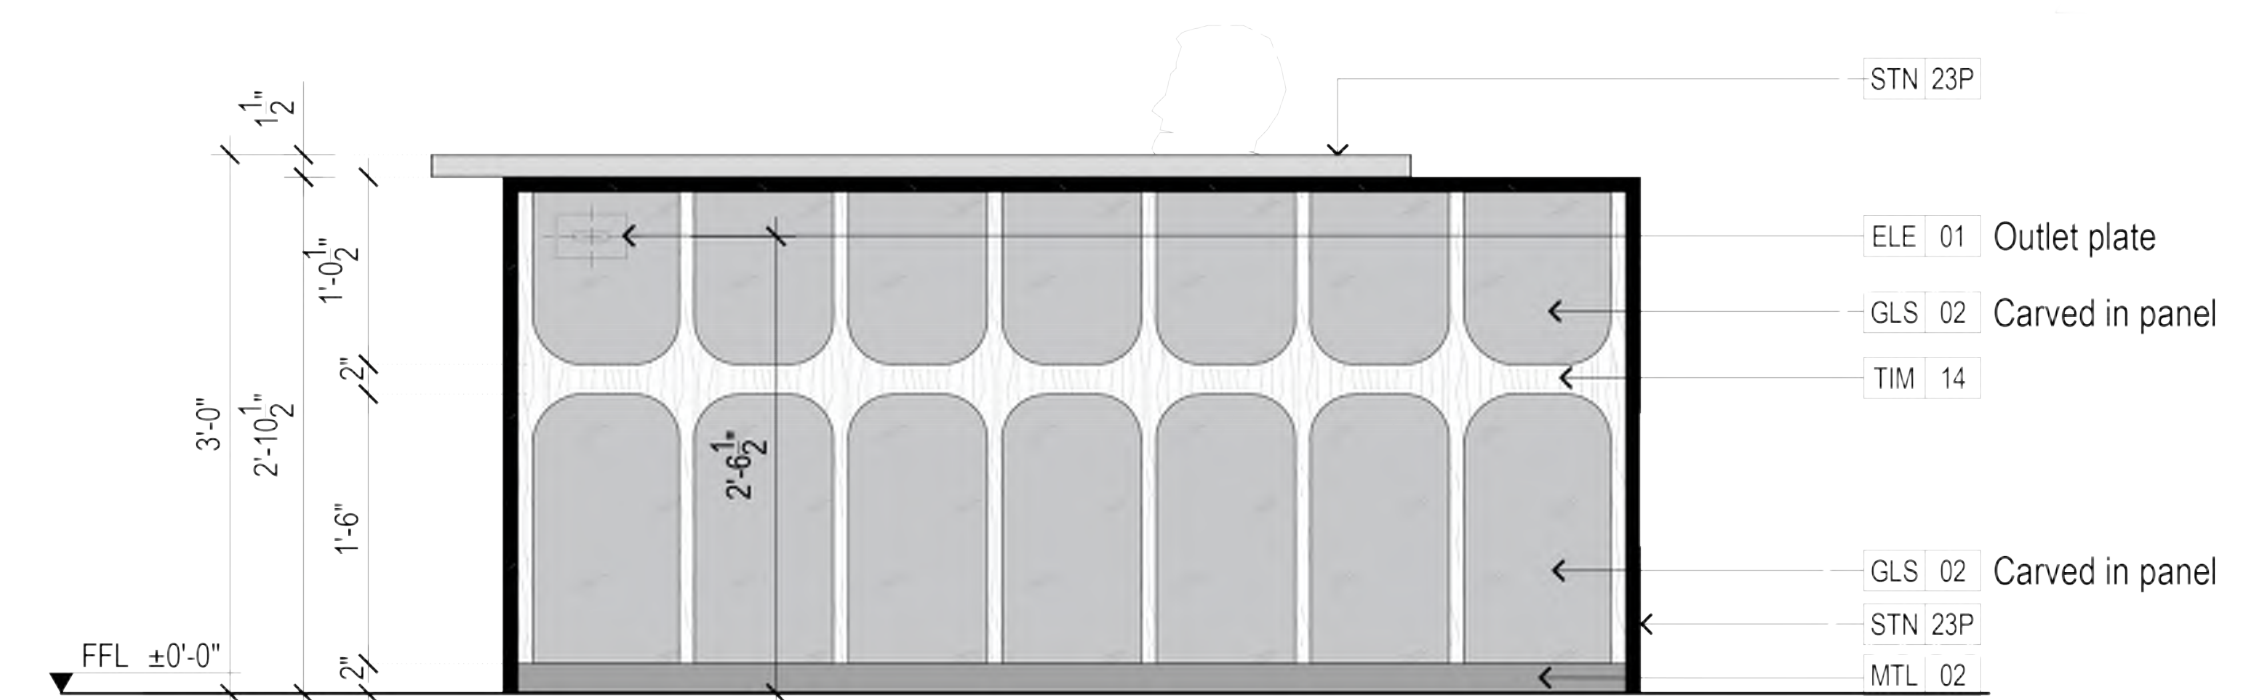 1 1/2"
3'-0"
2'-10 1/2"
1'-0 1/2"
2"
1'-6"
2"
2'-6 1/2"
FFL ±0'-0"
STN 23P
ELE 01 Outlet plate
GLS 02 Carved in panel
TIM 14
GLS 02 Carved in panel
STN 23P
MTL 02